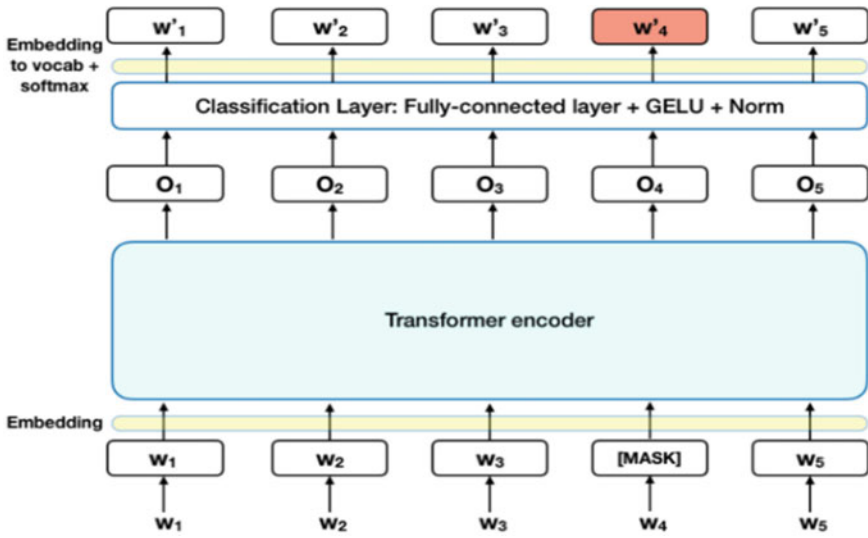 w'₁ w'₂ w'₃ w'₄ w'₅
Embedding
to vocab +
softmax
Classification Layer: Fully-connected layer + GELU + Norm
O₁ O₂ O₃ O₄ O₅
Transformer encoder
Embedding
W₁ W₂ W₃ [MASK] W₅
W₁ W₂ W₃ W₄ W₅